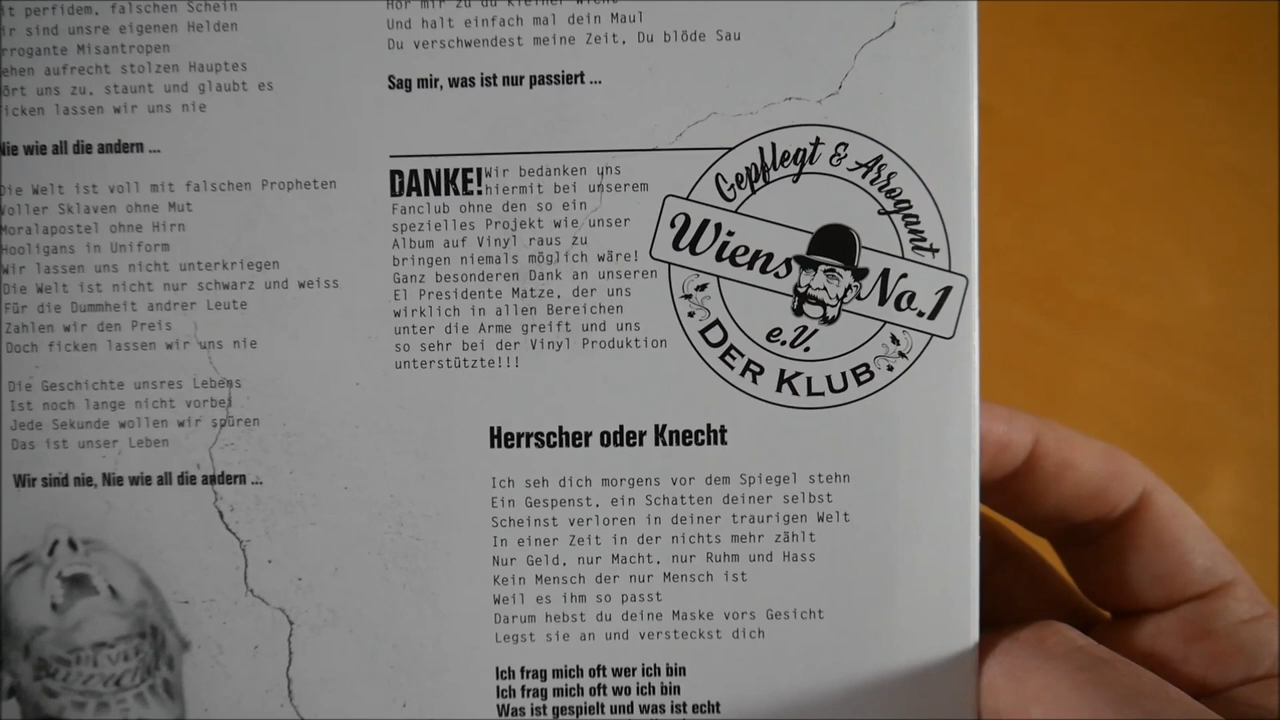 perfidem, falschen Schein
sind unsre eigenen Helden
Misantropen
aufrecht stolzen Hauptes
uns zu, staunt und glaubt es
lassen wir uns nie
Nie wie all die andern ...
Die Welt ist voll mit falschen Propheten
Voller Sklaven ohne Mut
Moralapostel ohne Hirn
Hooligans in Uniform
Wir lassen uns nicht unterkriegen
Die Welt ist nicht nur schwarz und weiss
Für die Dummheit andrer Leute
Zahlen wir den Preis
Doch ficken lassen wir uns nie
Die Geschichte unsres Lebens
Ist noch lange nicht vorbei
Jede Sekunde wollen wir spüren
Das ist unser Leben
Wir sind nie, Nie wie all die andern ...
Hör mir zu du kleiner Wicht
Und halt einfach mal dein Maul
Du verschwendest meine Zeit, Du blöde Sau
Sag mir, was ist nur passiert ...
DANKE! Wir bedanken uns
hiermit bei unserem
Fanclub ohne den so ein
spezielles Projekt wie unser
Album auf Vinyl raus zu
bringen niemals möglich wäre!
Ganz besonderen Dank an unseren
El Presidente Matze, der uns
wirklich in allen Bereichen
unter die Arme greift und uns
so sehr bei der Vinyl Produktion
unterstützte!!!
Gepflegt & Arrogant
Wiens No.1
e.V.
DER KLUB
Herrscher oder Knecht
Ich seh dich morgens vor dem Spiegel stehn
Ein Gespenst, ein Schatten deiner selbst
Scheinst verloren in deiner traurigen Welt
In einer Zeit in der nichts mehr zählt
Nur Geld, nur Macht, nur Ruhm und Hass
Kein Mensch der nur Mensch ist
Weil es ihm so passt
Darum hebst du deine Maske vors Gesicht
Legst sie an und versteckst dich
Ich frag mich oft wer ich bin
Ich frag mich oft wo ich bin
Was ist gespielt und was ist echt